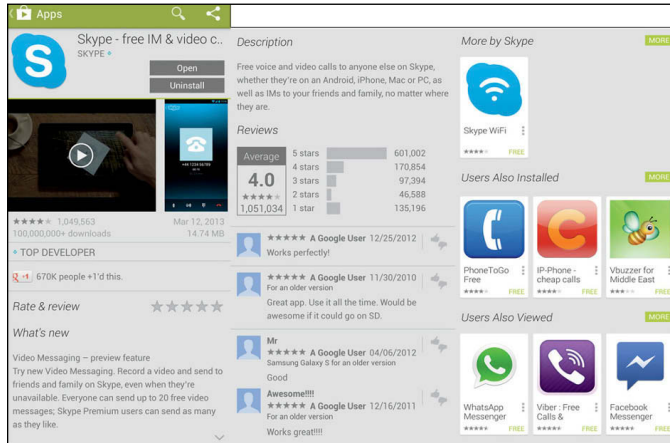 Apps
Skype - free IM & video c..
SKYPE
Open
Uninstall
1,049,563
Mar 12, 2013
100,000,000+ downloads
14.74 MB
TOP DEVELOPER
+1 670K people +1'd this.
Rate & review
What's new
Video Messaging – preview feature
Try new Video Messaging. Record a video and send to
friends and family on Skype, even when they're
unavailable. Everyone can send up to 20 free video
messages; Skype Premium users can send as many
as they like.
Description
Free voice and video calls to anyone else on Skype,
whether they're on an Android, iPhone, Mac or PC, as
well as IMs to your friends and family, no matter where
they are.
Reviews
Average
4.0
1,051,034
5 stars 601,002
4 stars 170,854
3 stars 97,394
2 stars 46,588
1 star 135,196
A Google User 12/25/2012
Works perfectly!
A Google User 11/30/2010
For an older version
Great app. Use it all the time. Would be
awesome if it could go on SD.
Mr
A Google User 04/06/2012
Samsung Galaxy S for an older version
Good
Awesome!!!!
A Google User 12/16/2011
For an older version
Works great!!!!
More by Skype
MORE
Skype WiFi
FREE
Users Also Installed
MORE
PhoneToGo
Free
FREE
IP-Phone -
cheap calls
FREE
Vbuzzer for
Middle East
FREE
Users Also Viewed
MORE
WhatsApp
Messenger
FREE
Viber : Free
Calls &
FREE
Facebook
Messenger
FREE